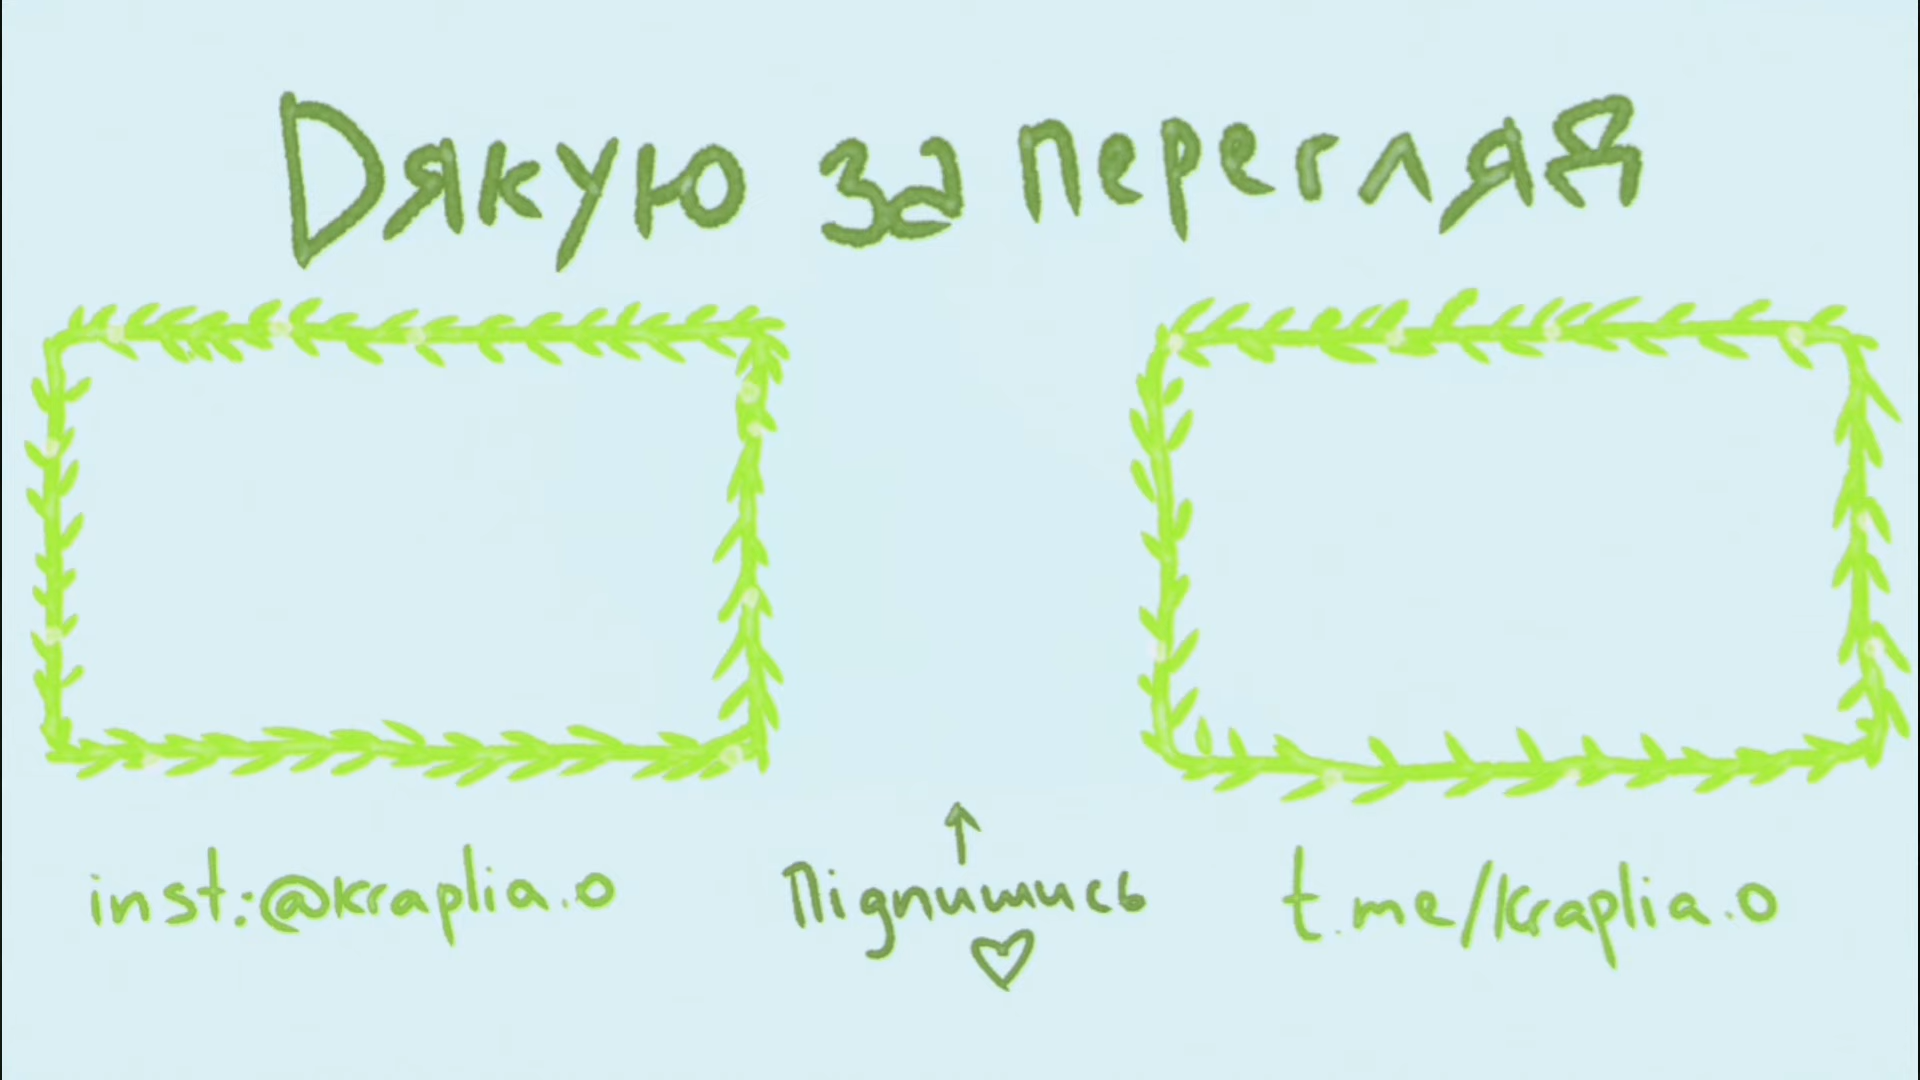 Дякую за перегляд
inst:@kraplia.o
Підпишись
t.me/kraplia.o